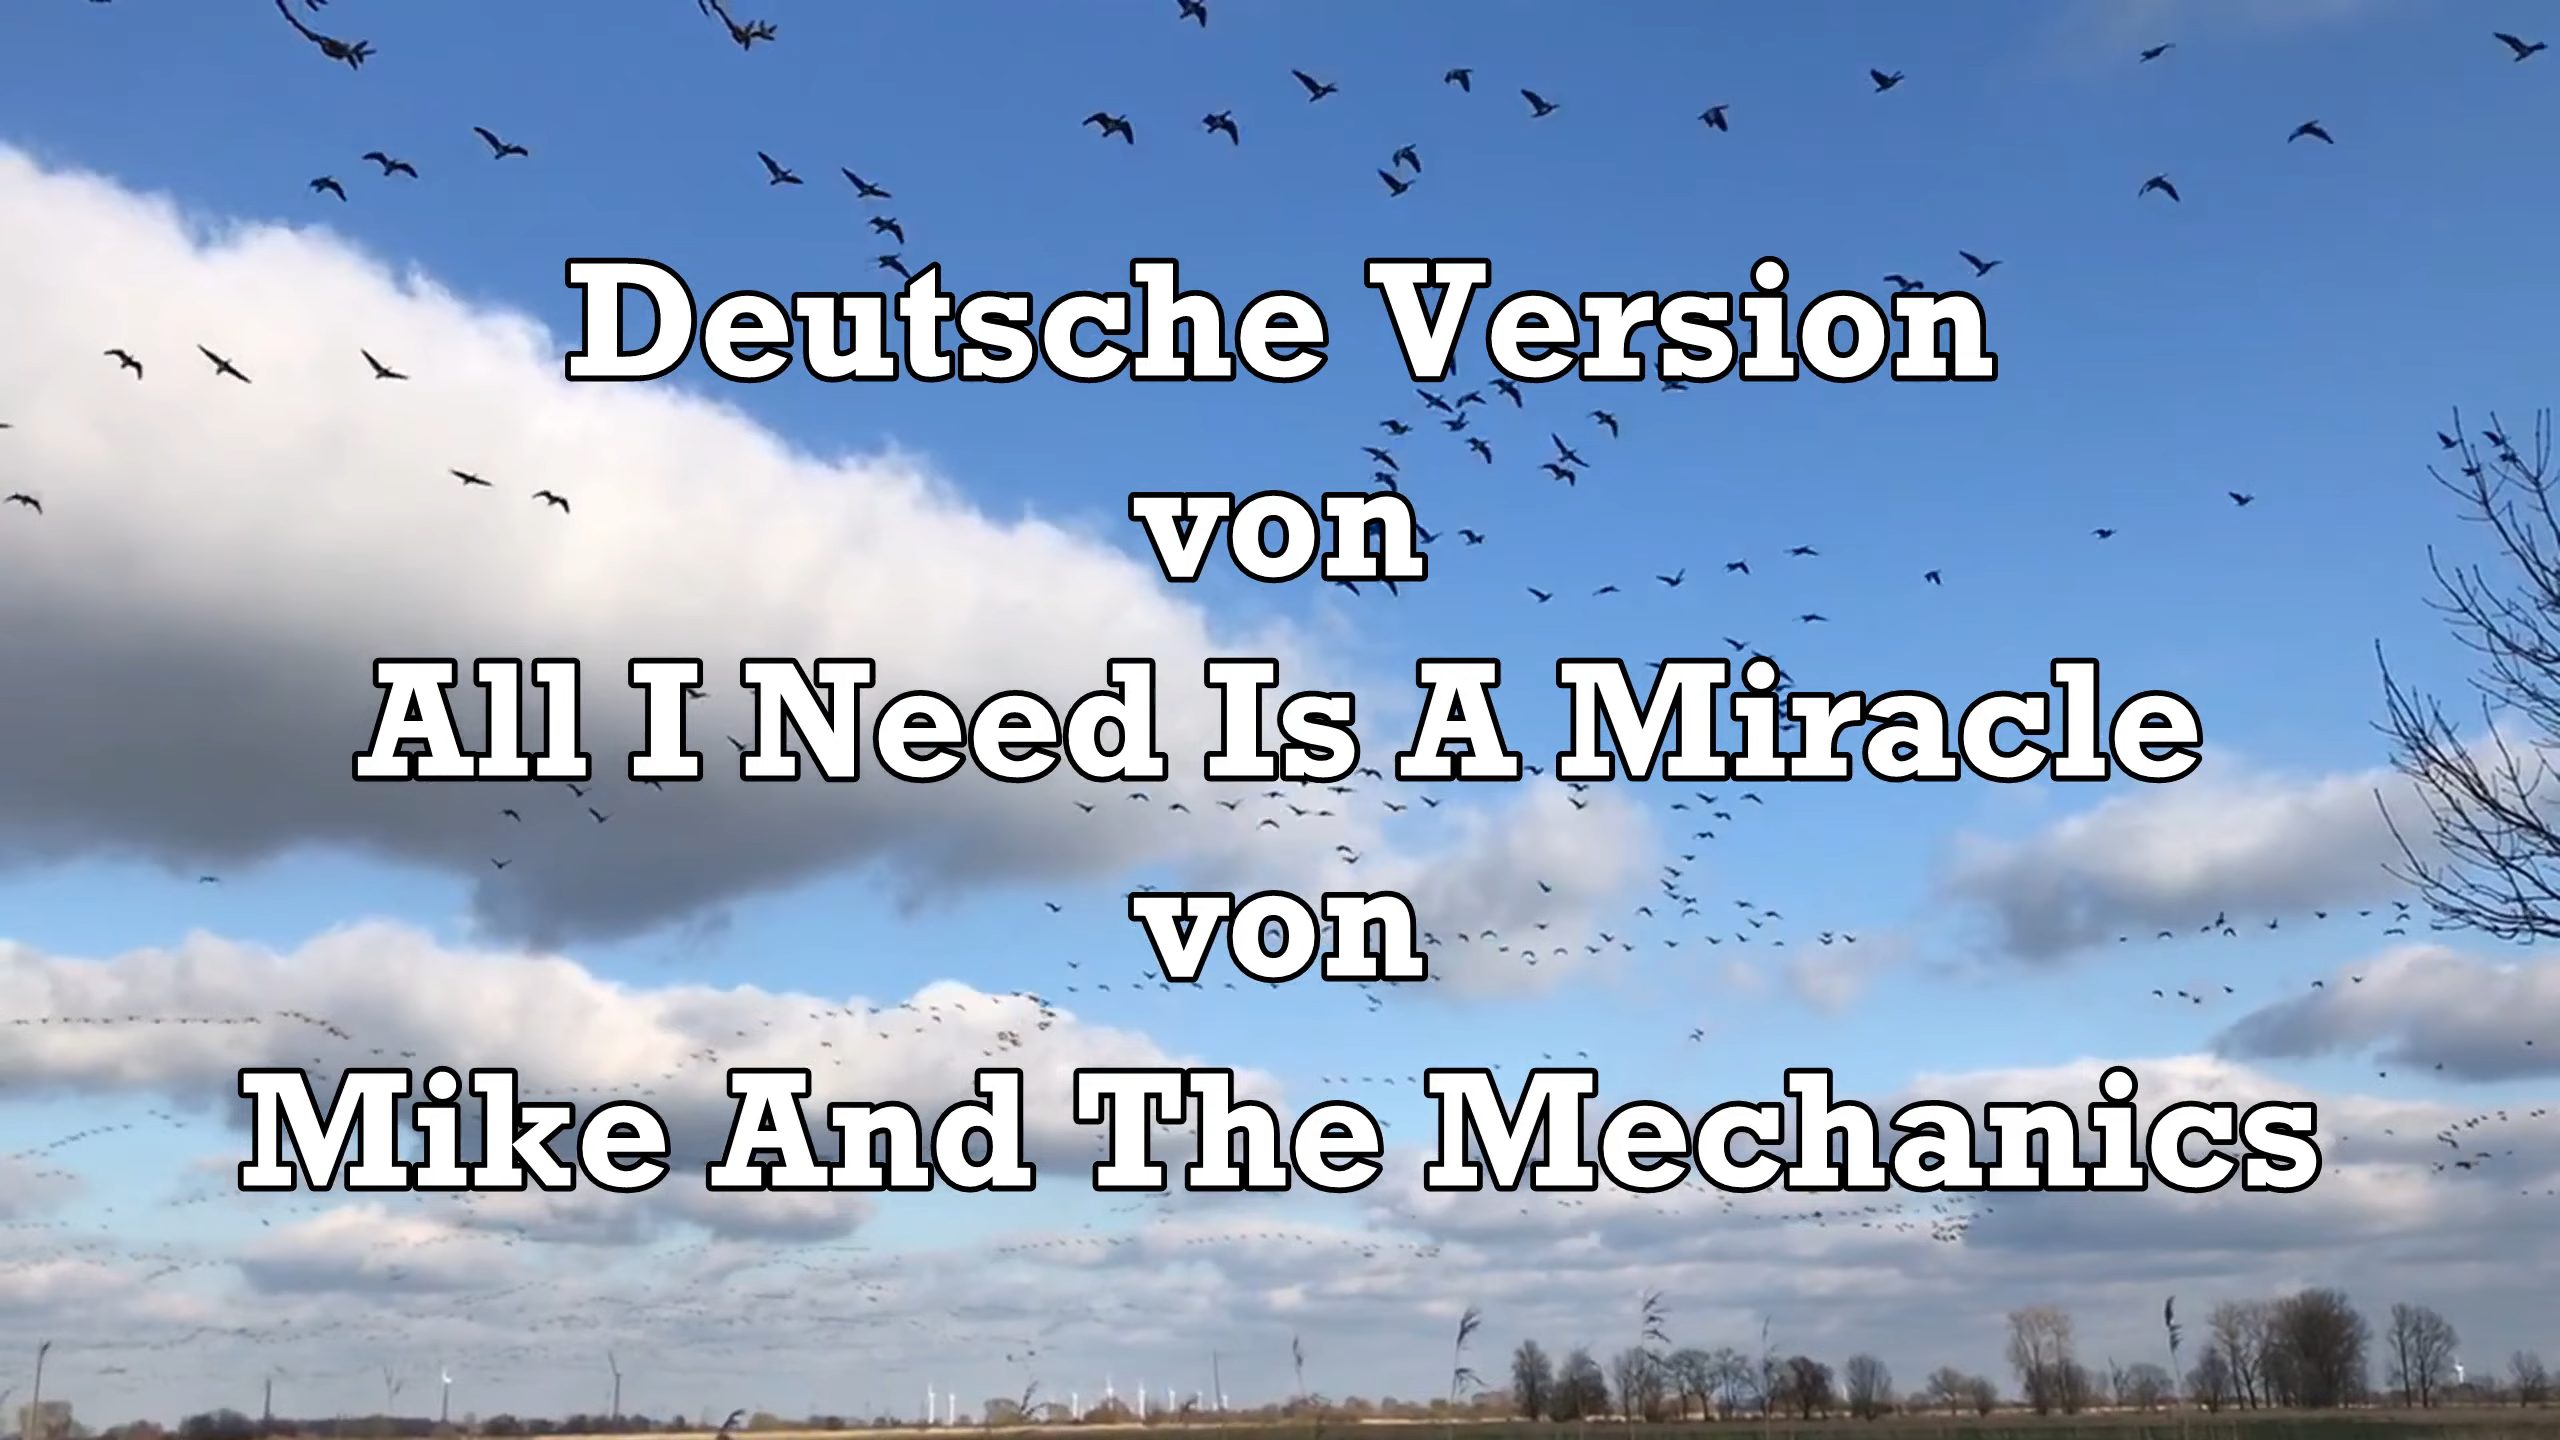 Deutsche Version
von
All I Need Is A Miracle
von
Mike And The Mechanics